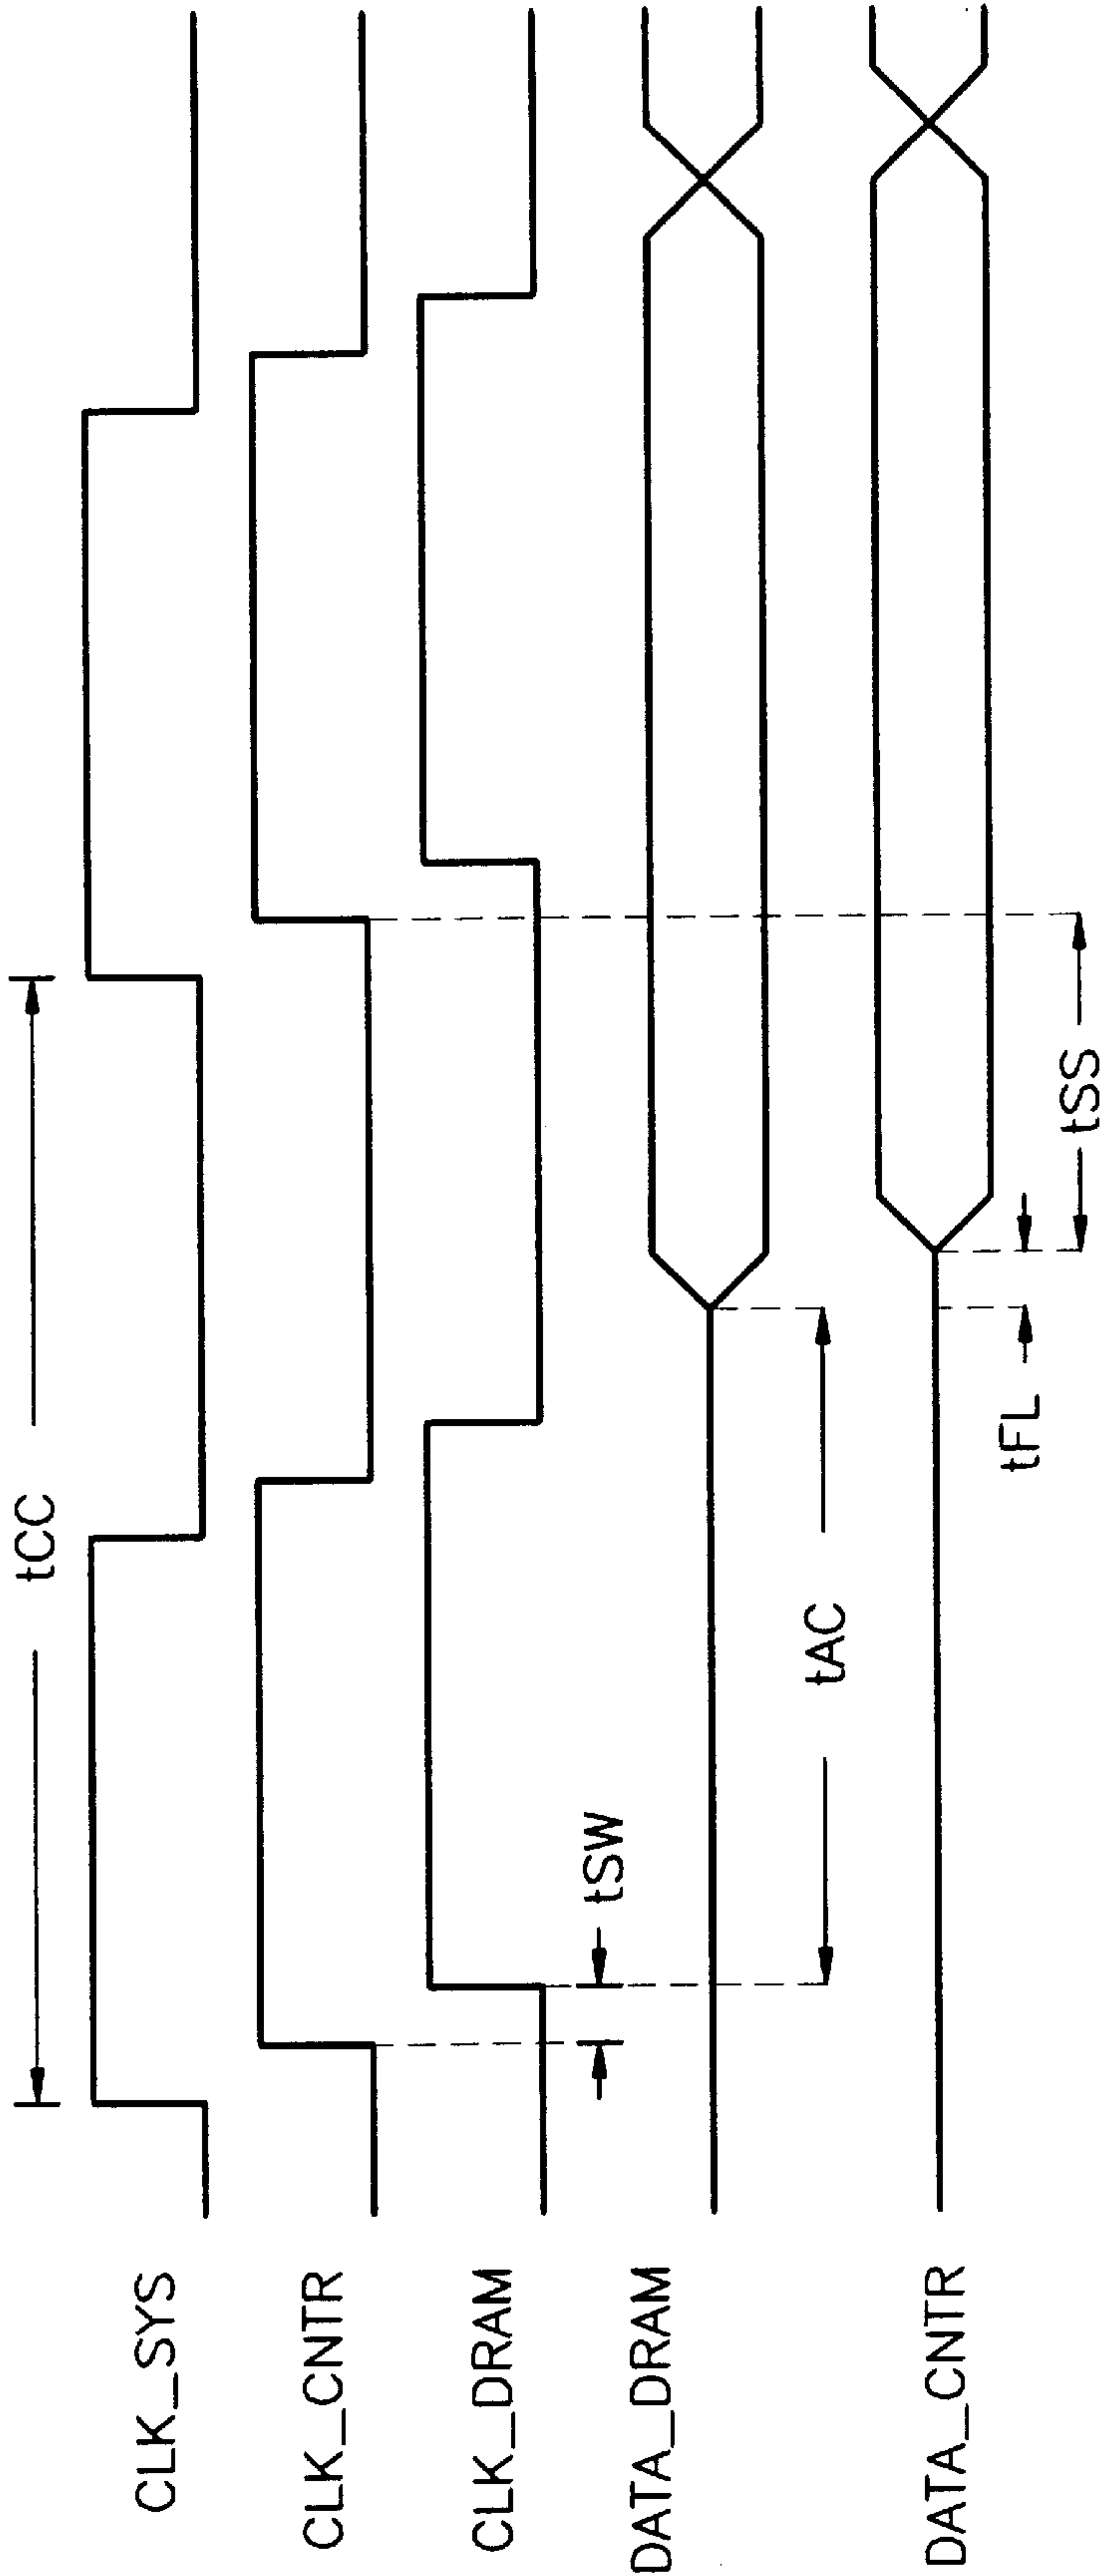 tCC
CLK_SYS
CLK_CNTR
CLK_DRAM
tSW
DATA_DRAM
tAC
DATA_CNTR
tFL
tSS